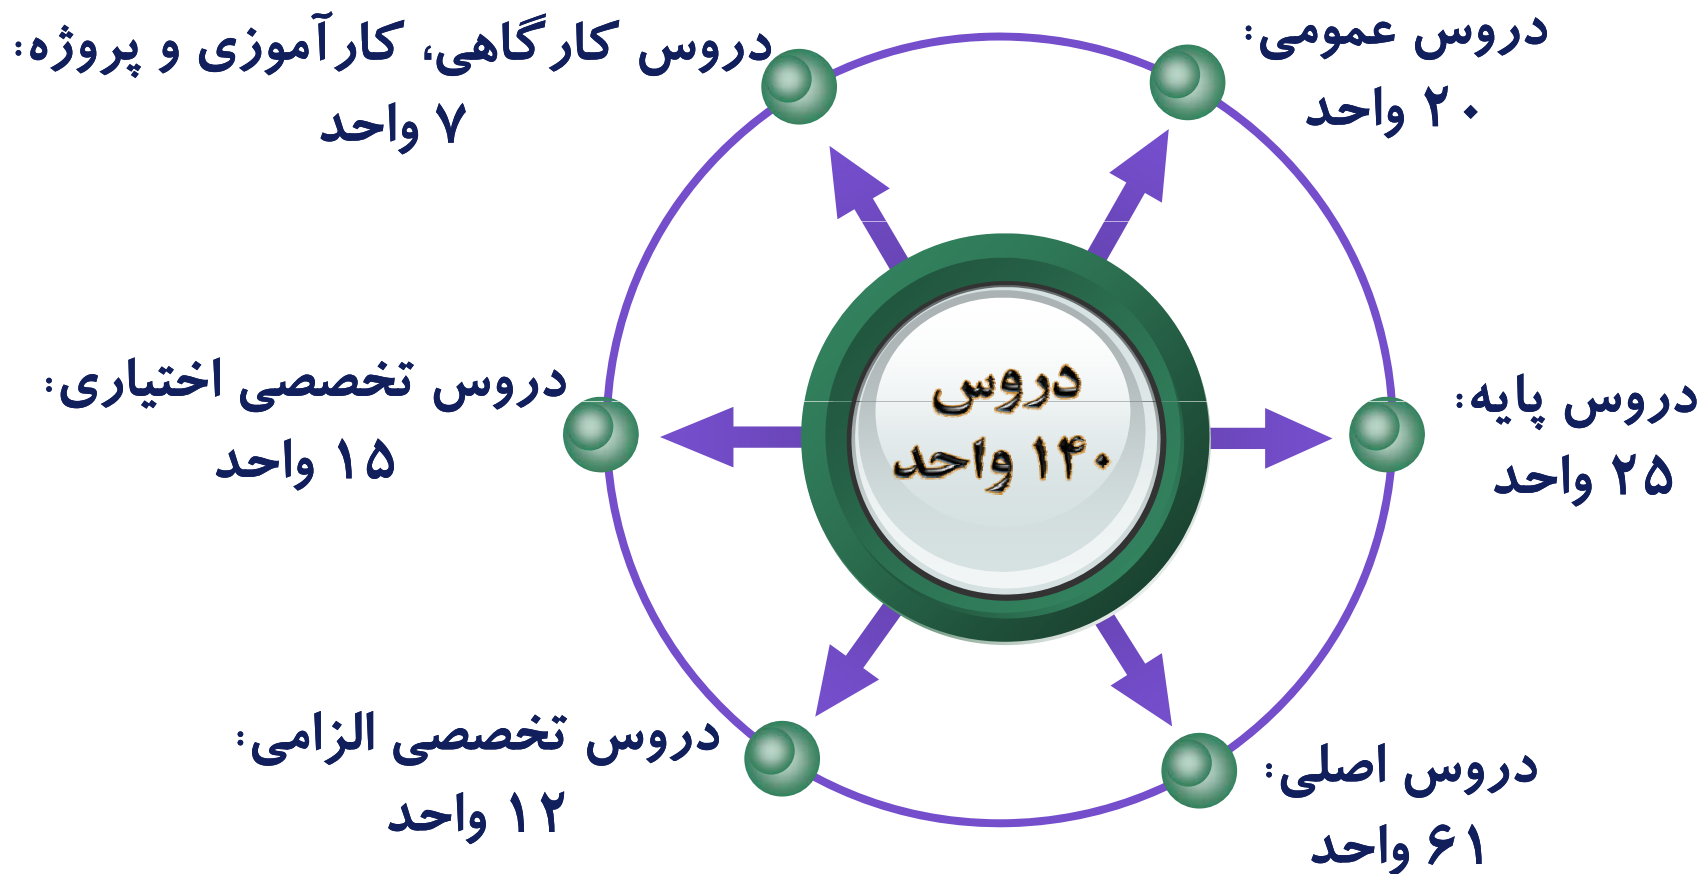 دروس عمومی:
۲۰ واحد
دروس کارگاهی، کارآموزی و پروژه:
۷ واحد
دروس پایه:
۲۵ واحد
دروس
۱۴۰ واحد
دروس تخصصی اختیاری:
۱۵ واحد
دروس اصلی:
۶۱ واحد
دروس تخصصی الزامی:
۱۲ واحد